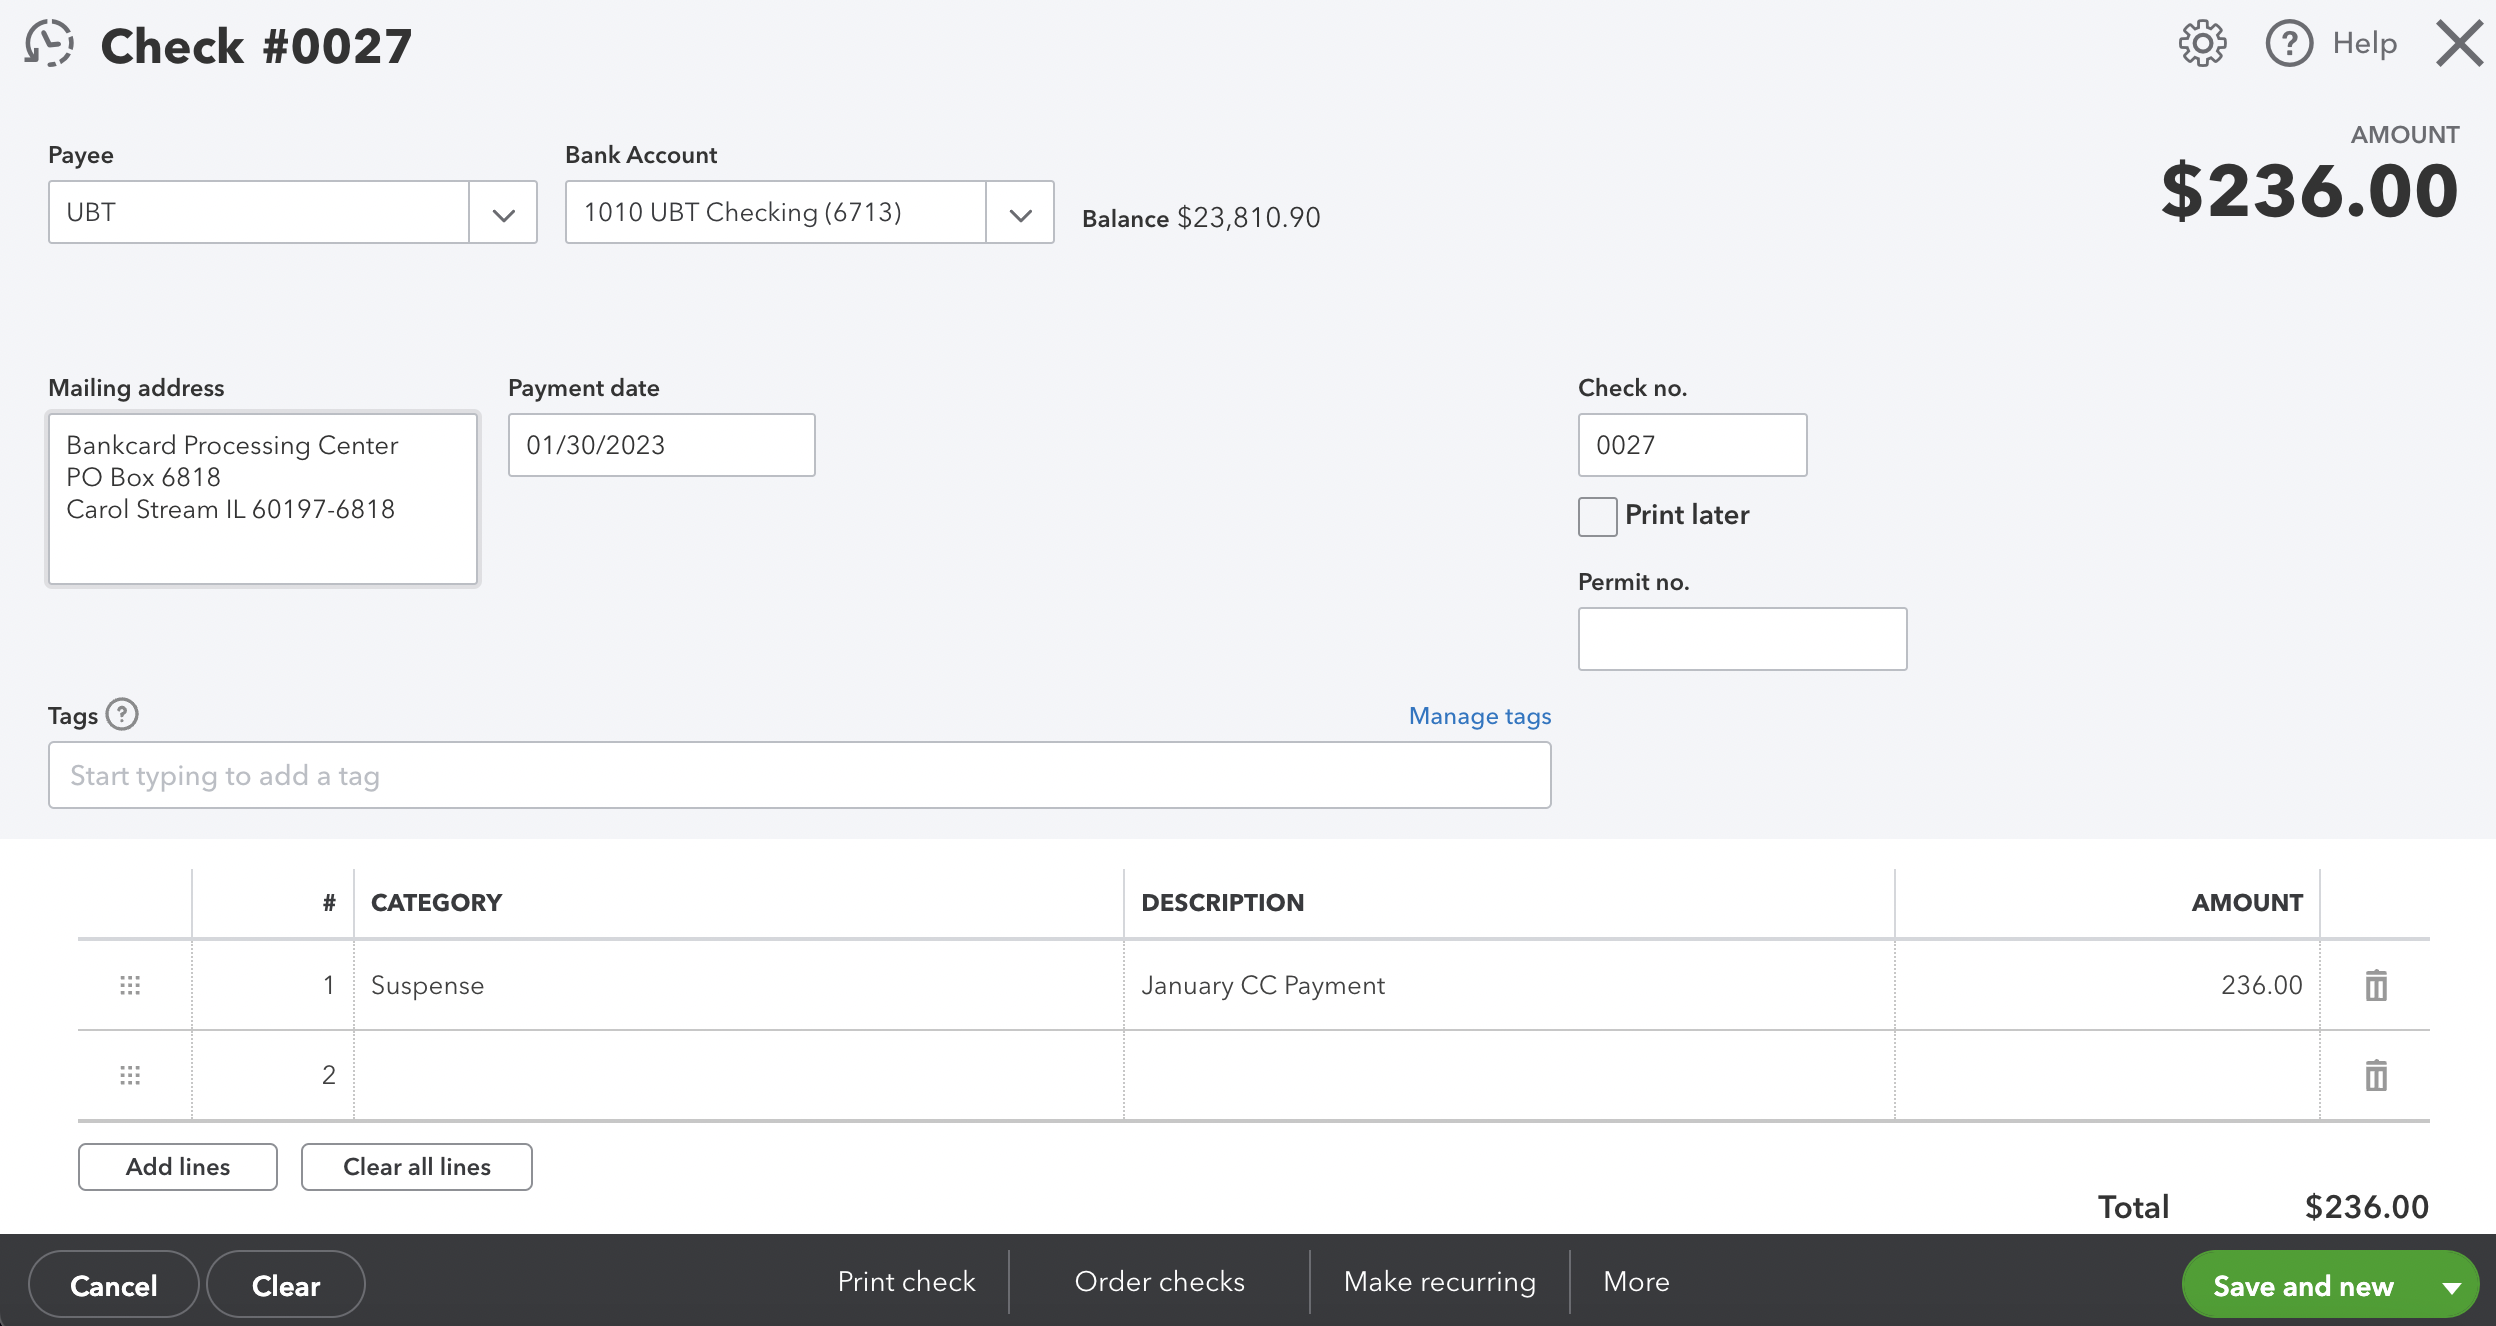 Check #0027
? Help
AMOUNT
$236.00
Payee
UBT
Bank Account
1010 UBT Checking (6713)
Balance $23,810.90
Mailing address
Bankcard Processing Center
PO Box 6818
Carol Stream IL 60197-6818
Payment date
01/30/2023
Check no.
0027
Print later
Permit no.
Tags ?
Manage tags
Start typing to add a tag
# CATEGORY DESCRIPTION AMOUNT
1 Suspense January CC Payment 236.00
2
Add lines Clear all lines
Total $236.00
Cancel Clear Print check Order checks Make recurring More Save and new